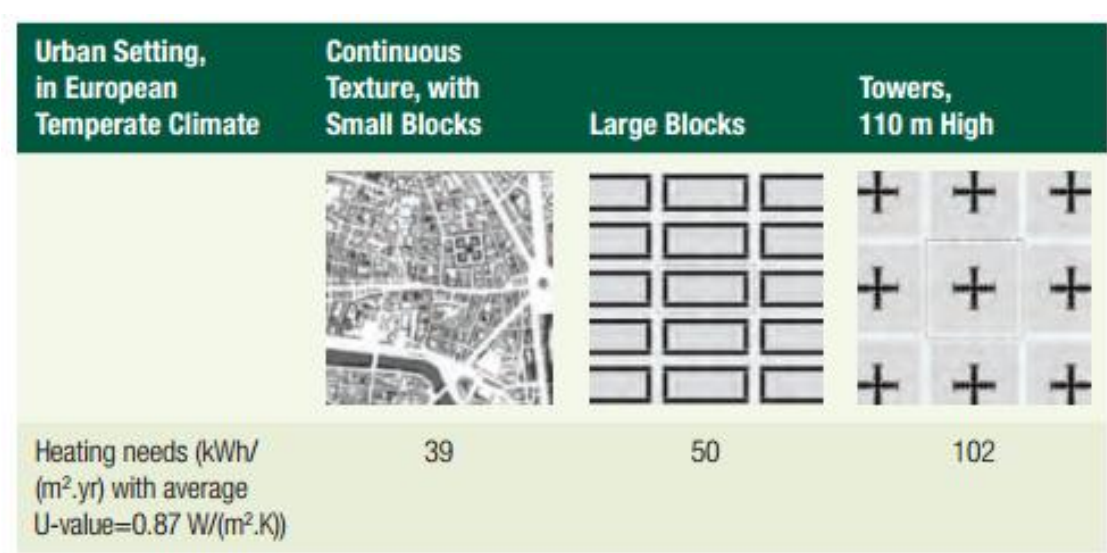 Urban Setting,
in European
Temperate Climate
Continuous
Texture, with
Small Blocks
Large Blocks
Towers,
110 m High
Heating needs (kWh/
(m².yr) with average
U-value=0.87 W/(m².K))
39
50
102